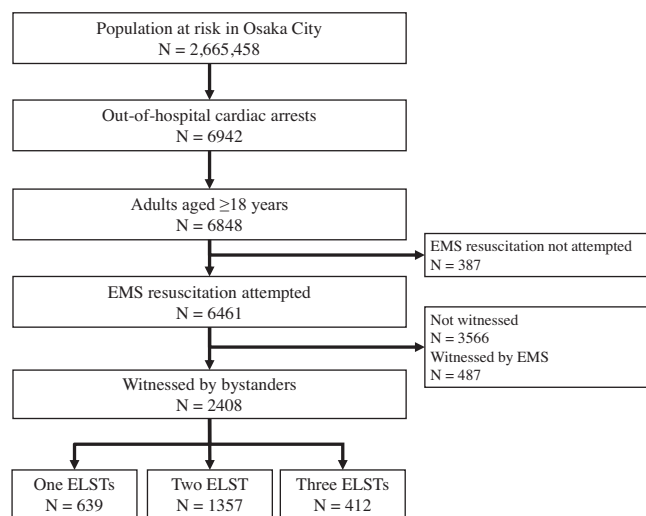 Population at risk in Osaka City
N = 2,665,458
Out-of-hospital cardiac arrests
N = 6942
Adults aged ≥18 years
N = 6848
EMS resuscitation not attempted
N = 387
EMS resuscitation attempted
N = 6461
Not witnessed
N = 3566
Witnessed by EMS
N = 487
Witnessed by bystanders
N = 2408
One ELSTs
N = 639
Two ELST
N = 1357
Three ELSTs
N = 412